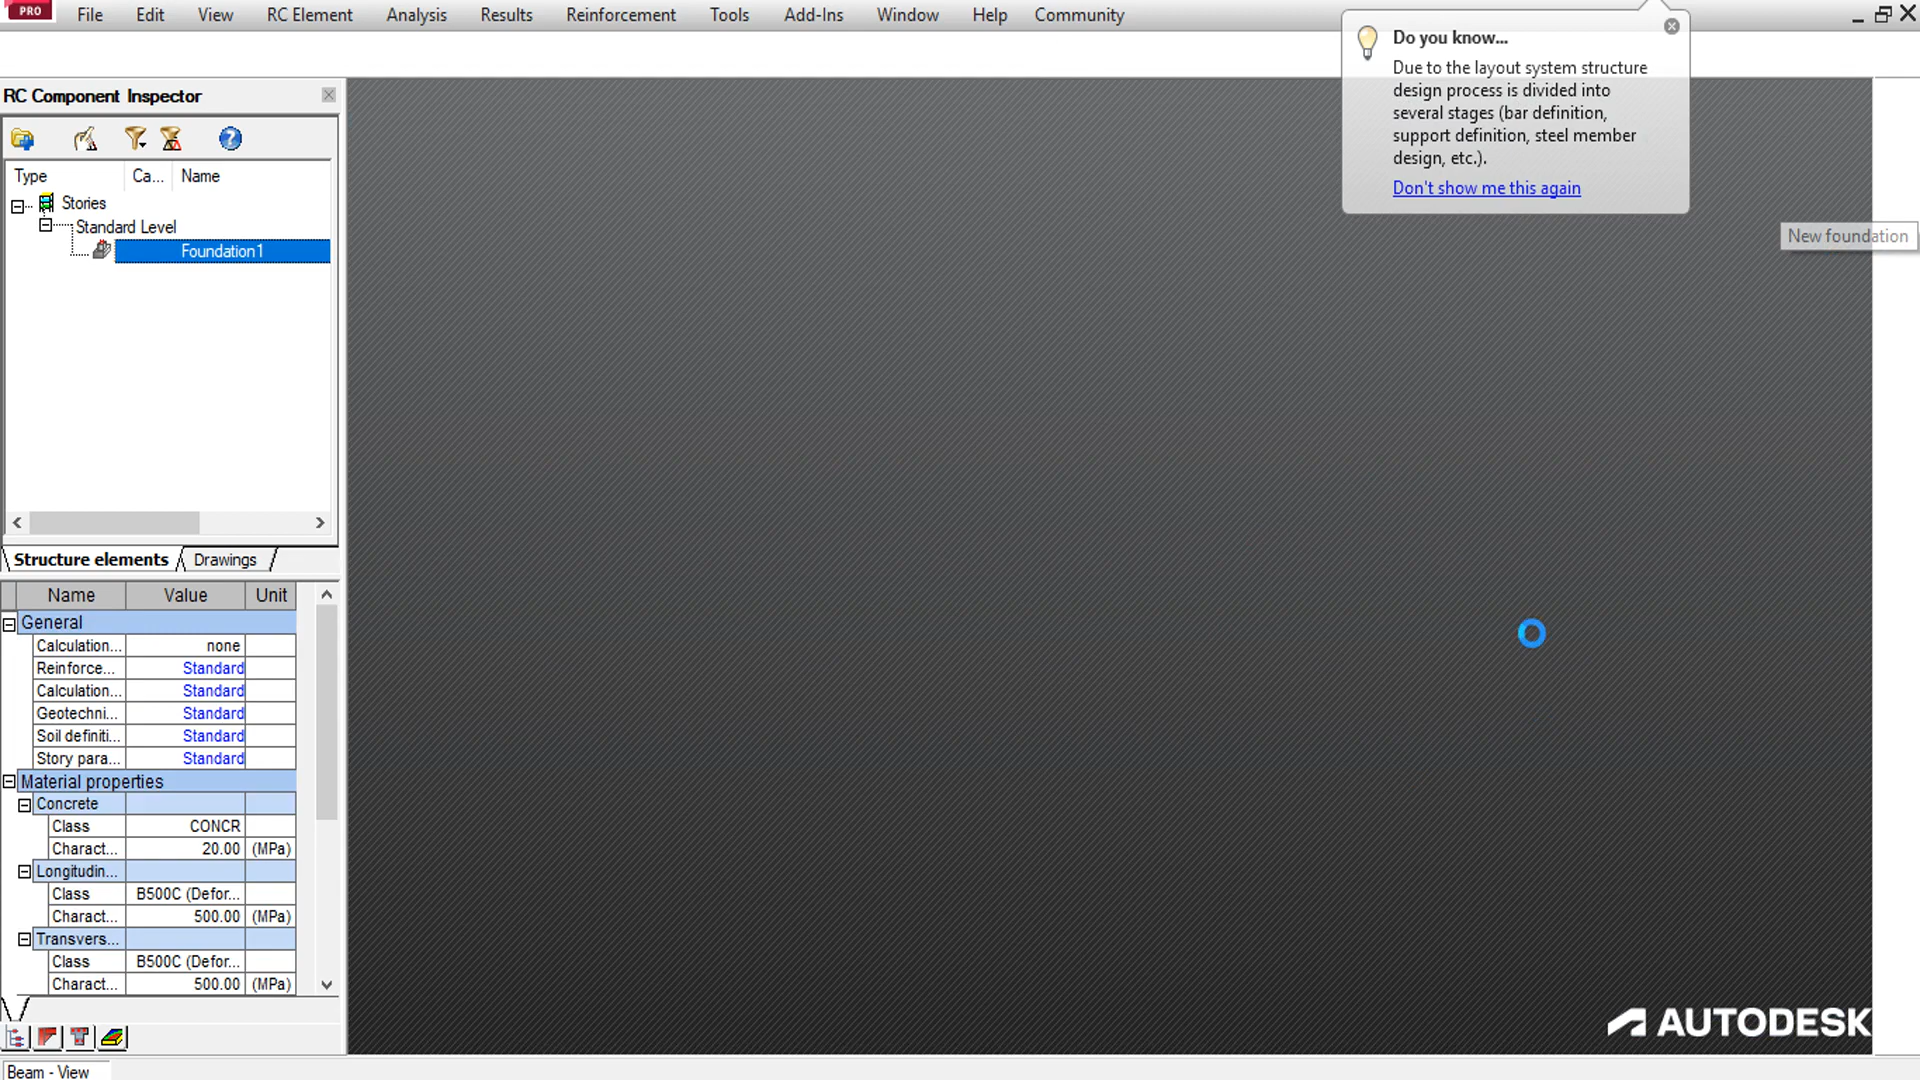 PRO File Edit View RC Element Analysis Results Reinforcement Tools Add-Ins Window Help Community
Do you know...
Due to the layout system structure
design process is divided into
several stages (bar definition,
support definition, steel member
design, etc.).
Don't show me this again
New foundation
RC Component Inspector
Type Ca... Name
Stories
Standard Level
Foundation1
Structure elements Drawings
Name Value Unit
General
Calculation... none
Reinforce... Standard
Calculation... Standard
Geotechni... Standard
Soil definiti... Standard
Story para... Standard
Material properties
Concrete
Class CONCR
Charact... 20.00 (MPa)
Longitudin...
Class B500C (Defor...
Charact... 500.00 (MPa)
Transvers...
Class B500C (Defor...
Charact... 500.00 (MPa)
AUTODESK
Beam - View